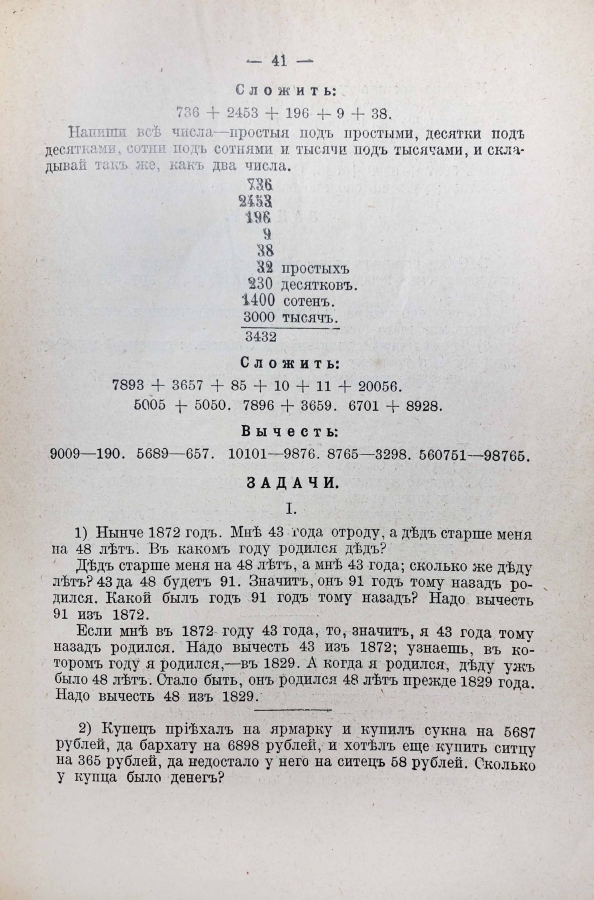 — 41 —
Сложить:
736 + 2453 + 196 + 9 + 38.
Напиши всѣ числа—простыя подъ простыми, десятки подъ
десятками, сотни подъ сотнями и тысячи подъ тысячами, и скла-
дывай такъ же, какъ два числа.
736
2453
196
9
38
32 простыхъ
230 десятковъ.
1400 сотенъ.
3000 тысячъ.
3432
Сложить:
7893 + 3657 + 85 + 10 + 11 + 20056.
5005 + 5050. 7896 + 3659. 6701 + 8928.
Вычесть:
9009—190. 5689—657. 10101—9876. 8765—3298. 560751—98765.
ЗАДАЧИ.
I.
1) Нынче 1872 годъ. Мнѣ 43 года отроду, а дѣдъ старше меня
на 48 лѣтъ. Въ какомъ году родился дѣдъ?
Дѣдъ старше меня на 48 лѣтъ, а мнѣ 43 года; сколько же дѣду
лѣтъ? 43 да 48 будетъ 91. Значитъ, онъ 91 годъ тому назадъ ро-
дился. Какой былъ годъ 91 годъ тому назадъ? Надо вычесть
91 изъ 1872.
Если мнѣ въ 1872 году 43 года, то, значитъ, я 43 года тому
назадъ родился. Надо вычесть 43 изъ 1872; узнаешь, въ ко-
торомъ году я родился,—въ 1829. А когда я родился, дѣду ужъ
было 48 лѣтъ. Стало быть, онъ родился 48 лѣтъ прежде 1829 года.
Надо вычесть 48 изъ 1829.
2) Купецъ пріѣхалъ на ярмарку и купилъ сукна на 5687
рублей, да бархату на 6898 рублей, и хотѣлъ еще купить ситцу
на 365 рублей, да недостало у него на ситецъ 58 рублей. Сколько
у купца было денегъ?